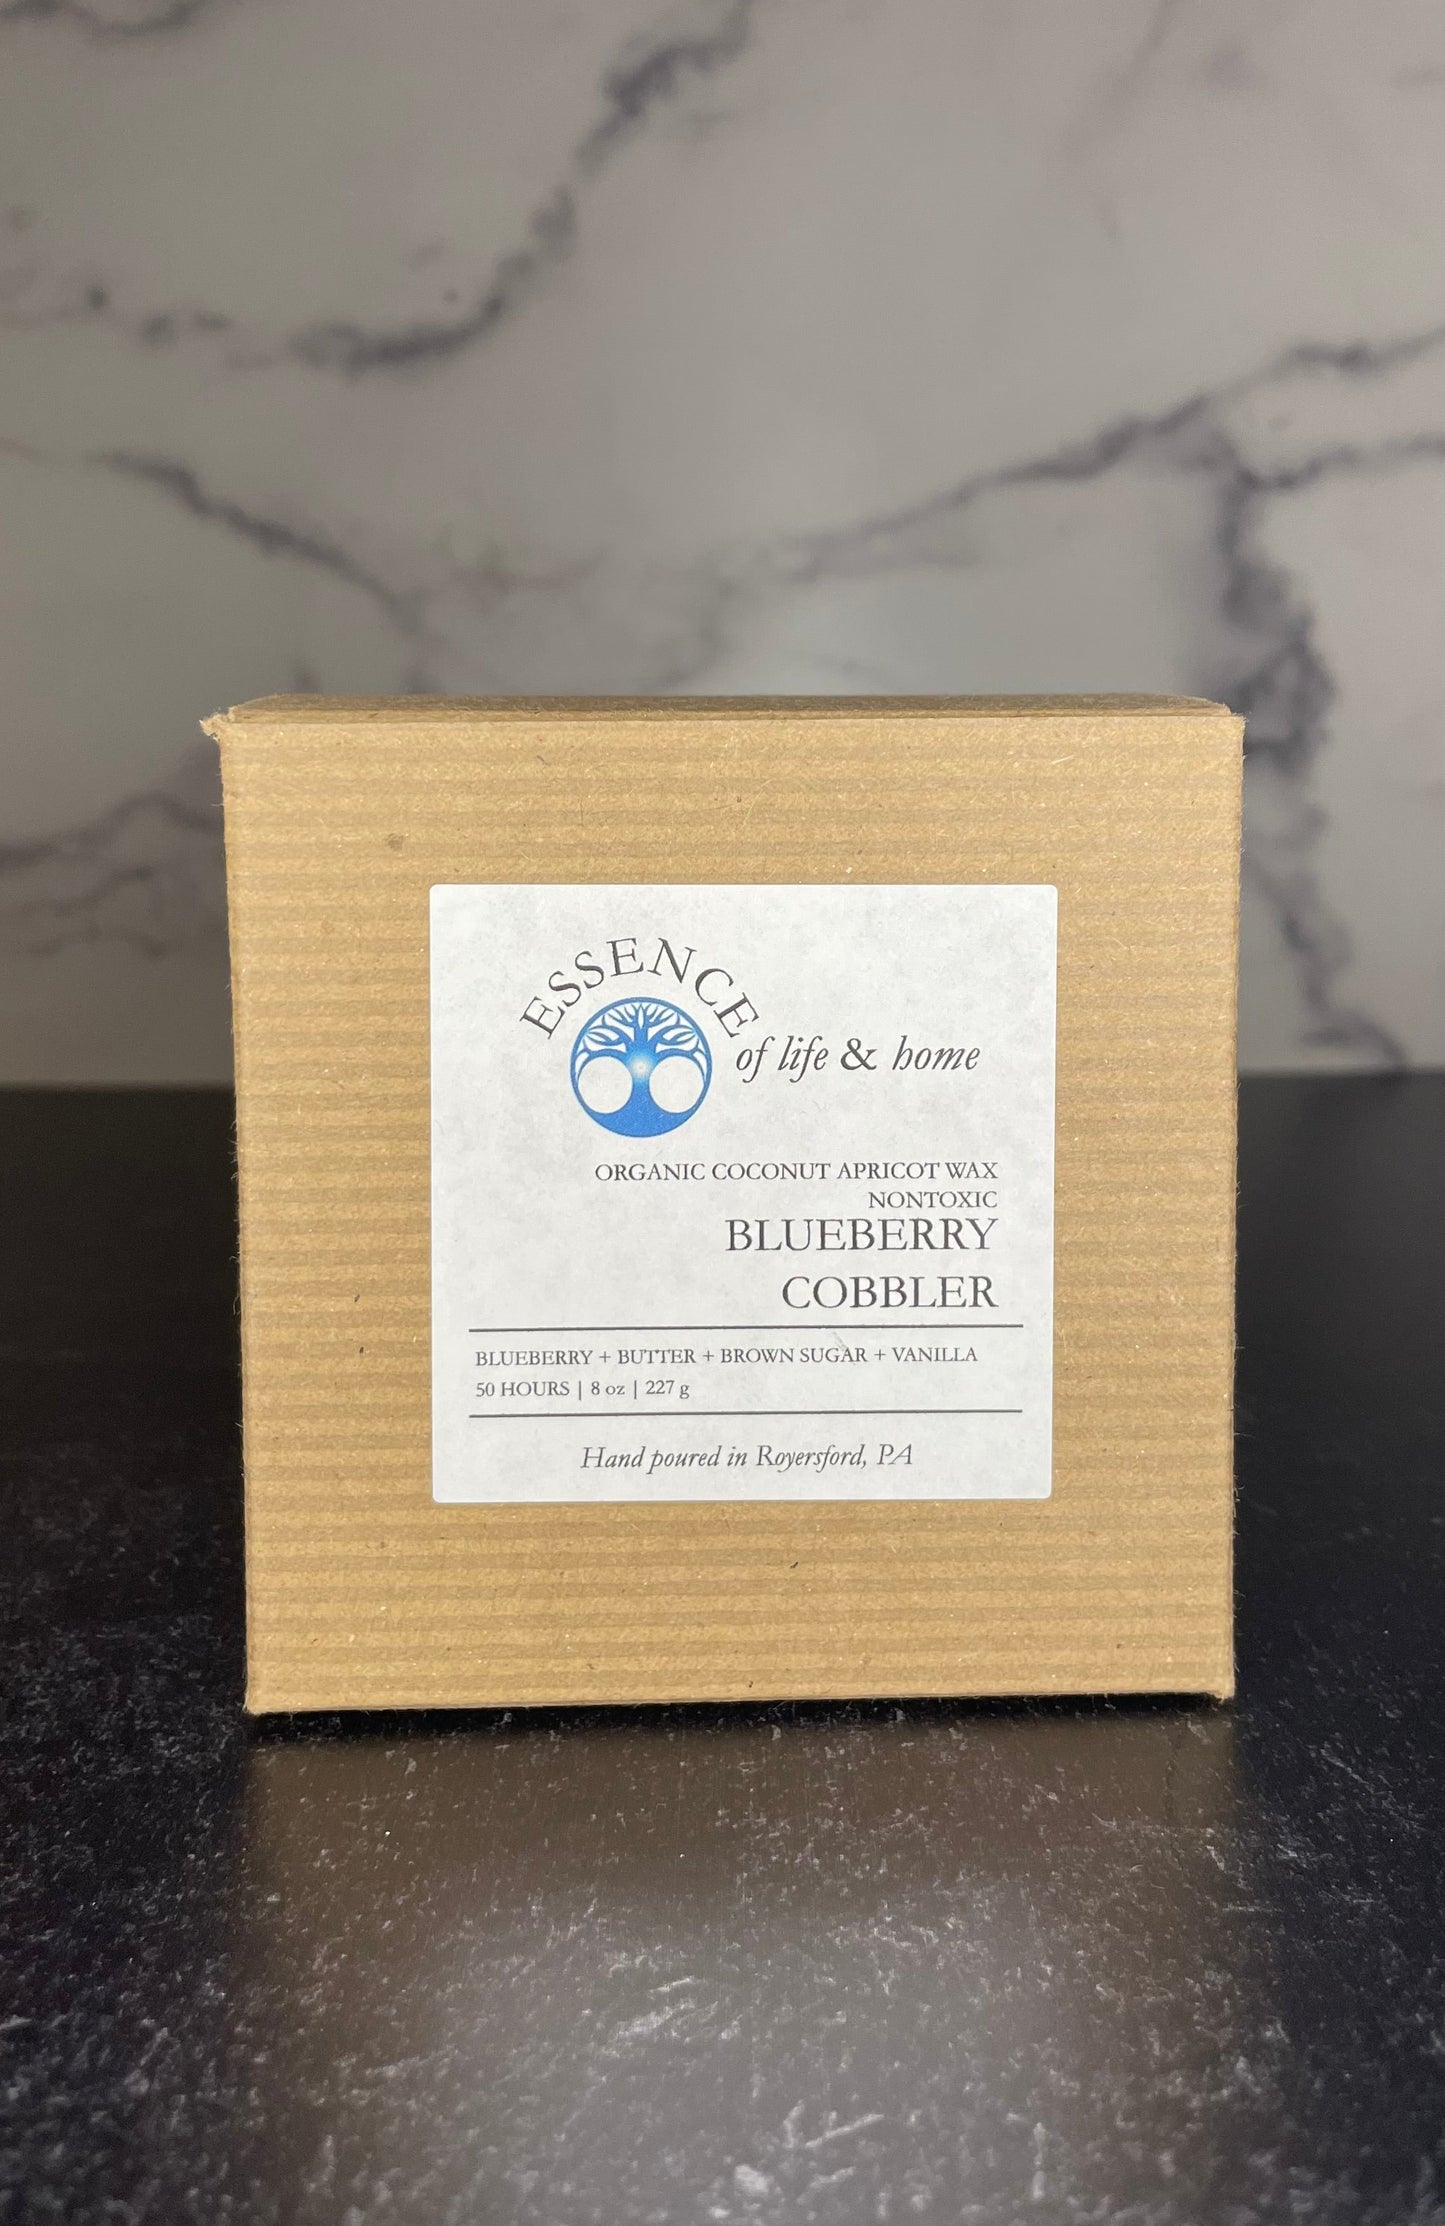 ESSENCE
of life & home
ORGANIC COCONUT APRICOT WAX
NONTOXIC
BLUEBERRY
COBBLER
BLUEBERRY + BUTTER + BROWN SUGAR + VANILLA
50 HOURS | 8 oz | 227 g
Hand poured in Royersford, PA